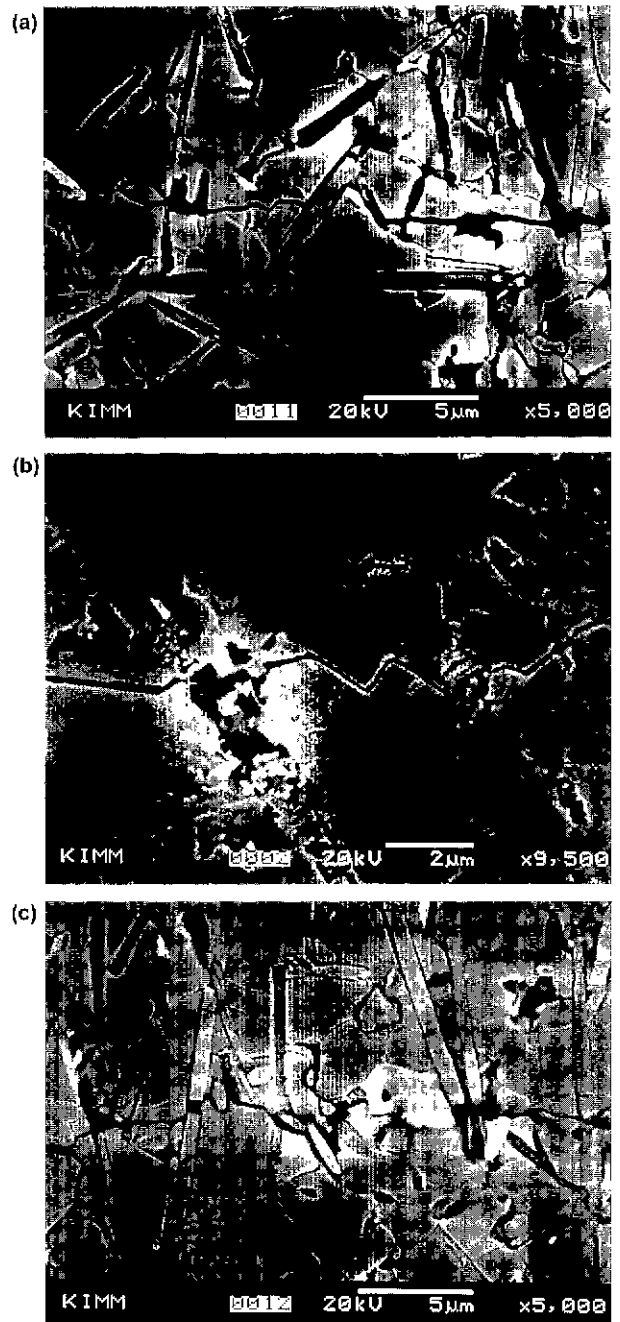 (a)
KIMM 0011 20kV 5μm x5,000
(b)
KIMM 20kV 2μm x9,500
(c)
KIMM 0012 20kV 5μm x5,000